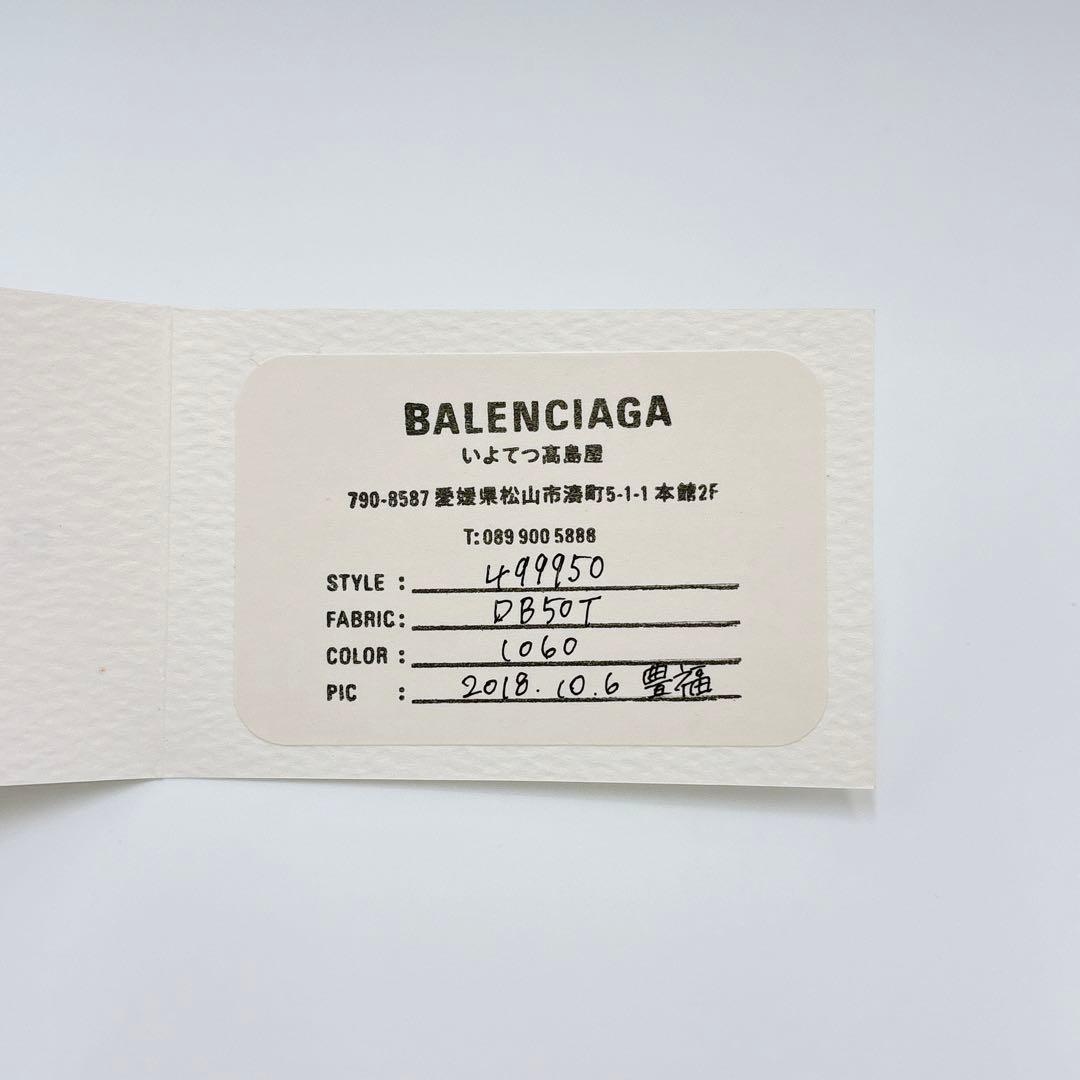 BALENCIAGA
いよてつ髙島屋
790-8587 愛媛県松山市湊町5-1-1 本館2F
T: 089 900 5888
STYLE : 499950
FABRIC: DB50T
COLOR : 1060
PIC : 2018.10.6 豊福